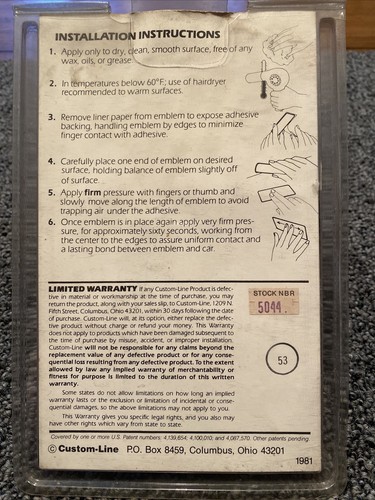 INSTALLATION INSTRUCTIONS
1. Apply only to dry, clean, smooth surface, free of any
wax, oils, or grease.
2. In temperatures below 60°F; use of hairdryer
recommended to warm surfaces.
3. Remove liner paper from emblem to expose adhesive
backing, handling emblem by edges to minimize
finger contact with adhesive.
4. Carefully place one end of emblem on desired
surface, holding balance of emblem slightly off
of surface.
5. Apply firm pressure with fingers or thumb and
slowly move along the length of emblem to avoid
trapping air under the adhesive.
6. Once emblem is in place again apply very firm pres-
sure, for approximately sixty seconds, working from
the center to the edges to assure uniform contact and
a lasting bond between emblem and car.
LIMITED WARRANTY If any Custom-Line Product is defec-
tive in material or workmanship at the time of purchase, you may
return the product, along with your sales slip, to Custom-Line, 1209 N.
Fifth Street, Columbus, Ohio 43201, within 30 days following the date
of purchase. Custom-Line will, at its option, either replace the defec-
tive product without charge or refund your money. This Warranty
does not apply to products which have been damaged subsequent to
the time of purchase by misuse, accident, or improper installation.
Custom-Line will not be responsible for any claims beyond the
replacement value of any defective product or for any conse-
quential loss resulting from any defective product. To the extent
allowed by law any implied warranty of merchantability or
fitness for purpose is limited to the duration of this written
warranty.
Some states do not allow limitations on how long an implied
warranty lasts or the exclusion or limitation of incidental or conse-
quential damages, so the above limitations may not apply to you.
This Warranty gives you specific legal rights, and you also may
have other rights which vary from state to state.
STOCK NBR
5044
53
Covered by one or more U.S. Patent numbers: 4,139,654; 4,100,010; and 4,087,570. Other patents pending.
© Custom-Line P.O. Box 8459, Columbus, Ohio 43201
1981